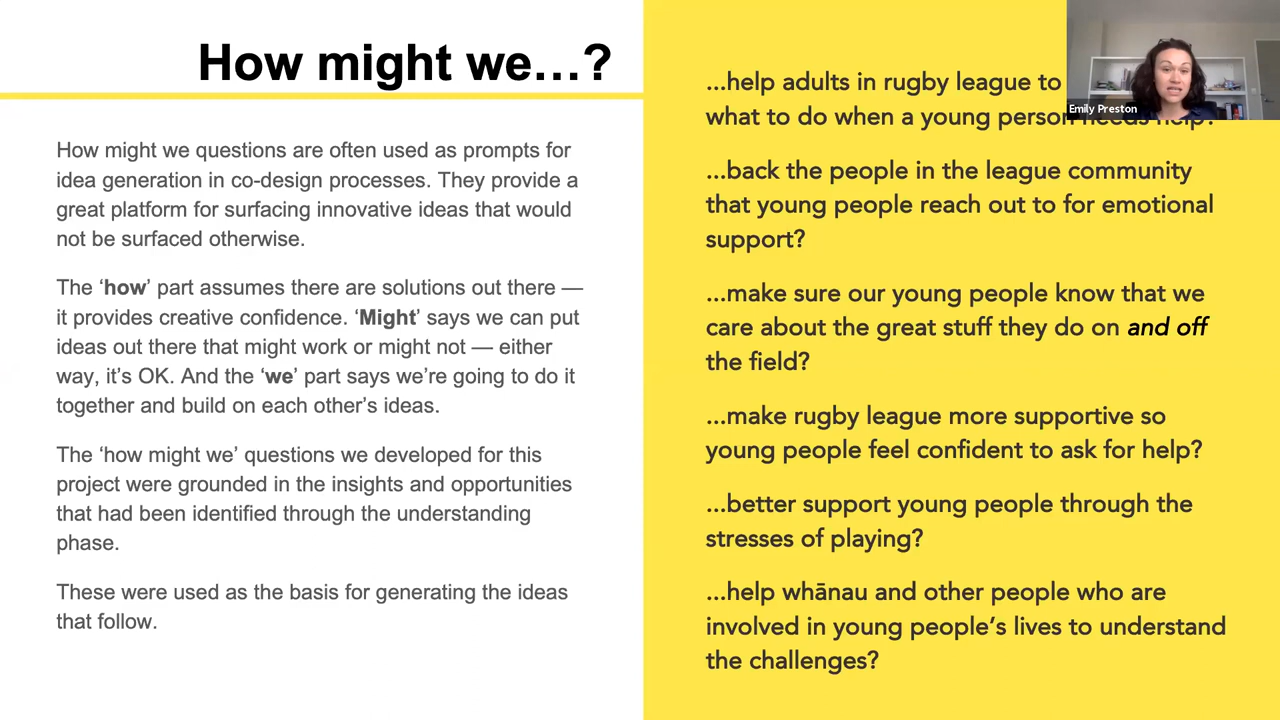 How might we…?
How might we questions are often used as prompts for
idea generation in co-design processes. They provide a
great platform for surfacing innovative ideas that would
not be surfaced otherwise.
The ‘how’ part assumes there are solutions out there —
it provides creative confidence. ‘Might’ says we can put
ideas out there that might work or might not — either
way, it’s OK. And the ‘we’ part says we’re going to do it
together and build on each other’s ideas.
The ‘how might we’ questions we developed for this
project were grounded in the insights and opportunities
that had been identified through the understanding
phase.
These were used as the basis for generating the ideas
that follow.
...help adults in rugby league to
what to do when a young person needs help?
...back the people in the league community
that young people reach out to for emotional
support?
...make sure our young people know that we
care about the great stuff they do on and off
the field?
...make rugby league more supportive so
young people feel confident to ask for help?
...better support young people through the
stresses of playing?
...help whānau and other people who are
involved in young people’s lives to understand
the challenges?
Emily Preston